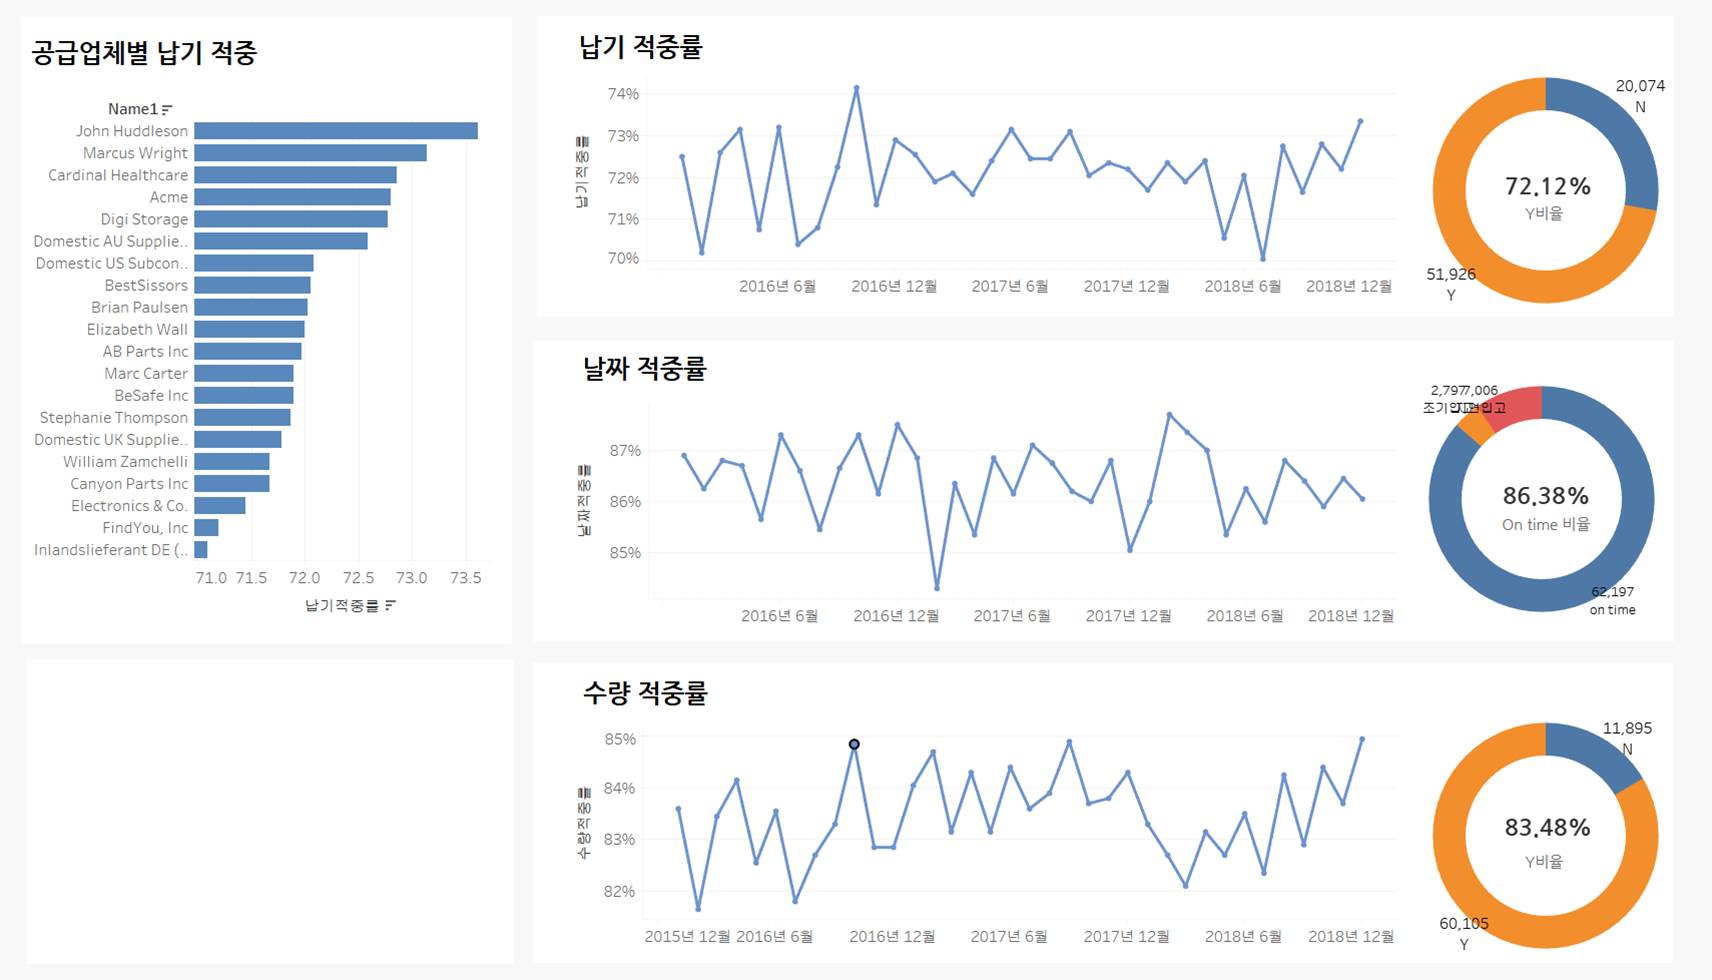 공급업체별 납기 적중
Name1
John Huddleson
Marcus Wright
Cardinal Healthcare
Acme
Digi Storage
Domestic AU Supplie..
Domestic US Subcon..
BestSissors
Brian Paulsen
Elizabeth Wall
AB Parts Inc
Marc Carter
BeSafe Inc
Stephanie Thompson
Domestic UK Supplie..
William Zamchelli
Canyon Parts Inc
Electronics & Co.
FindYou, Inc
Inlandslieferant DE (..
71.0 71.5 72.0 72.5 73.0 73.5
납기적중률
납기 적중률
납기적중률
74%
73%
72%
71%
70%
2016년 6월 2016년 12월 2017년 6월 2017년 12월 2018년 6월 2018년 12월
20,074
N
72.12%
Y비율
51,926
Y
날짜 적중률
날짜적중률
87%
86%
85%
2016년 6월 2016년 12월 2017년 6월 2017년 12월 2018년 6월 2018년 12월
2,797 7,006
86.38%
On time 비율
62,197
on time
수량 적중률
수량적중률
85%
84%
83%
82%
2015년 12월 2016년 6월 2016년 12월 2017년 6월 2017년 12월 2018년 6월 2018년 12월
11,895
N
83.48%
Y비율
60,105
Y